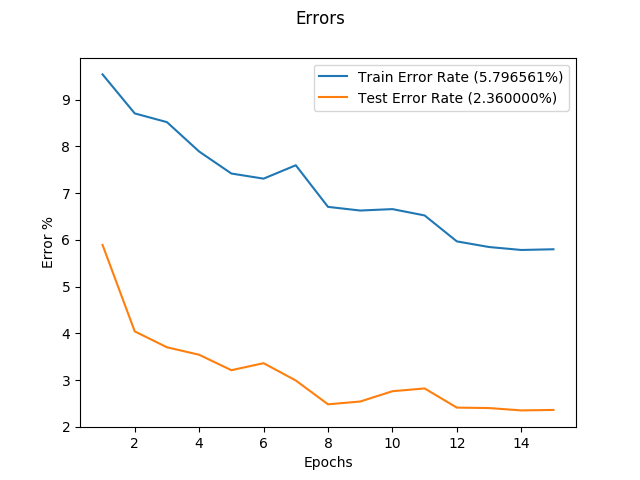 Errors
Train Error Rate (5.796561%)
Test Error Rate (2.360000%)
Error %
9
8
7
6
5
4
3
2
2 4 6 8 10 12 14
Epochs